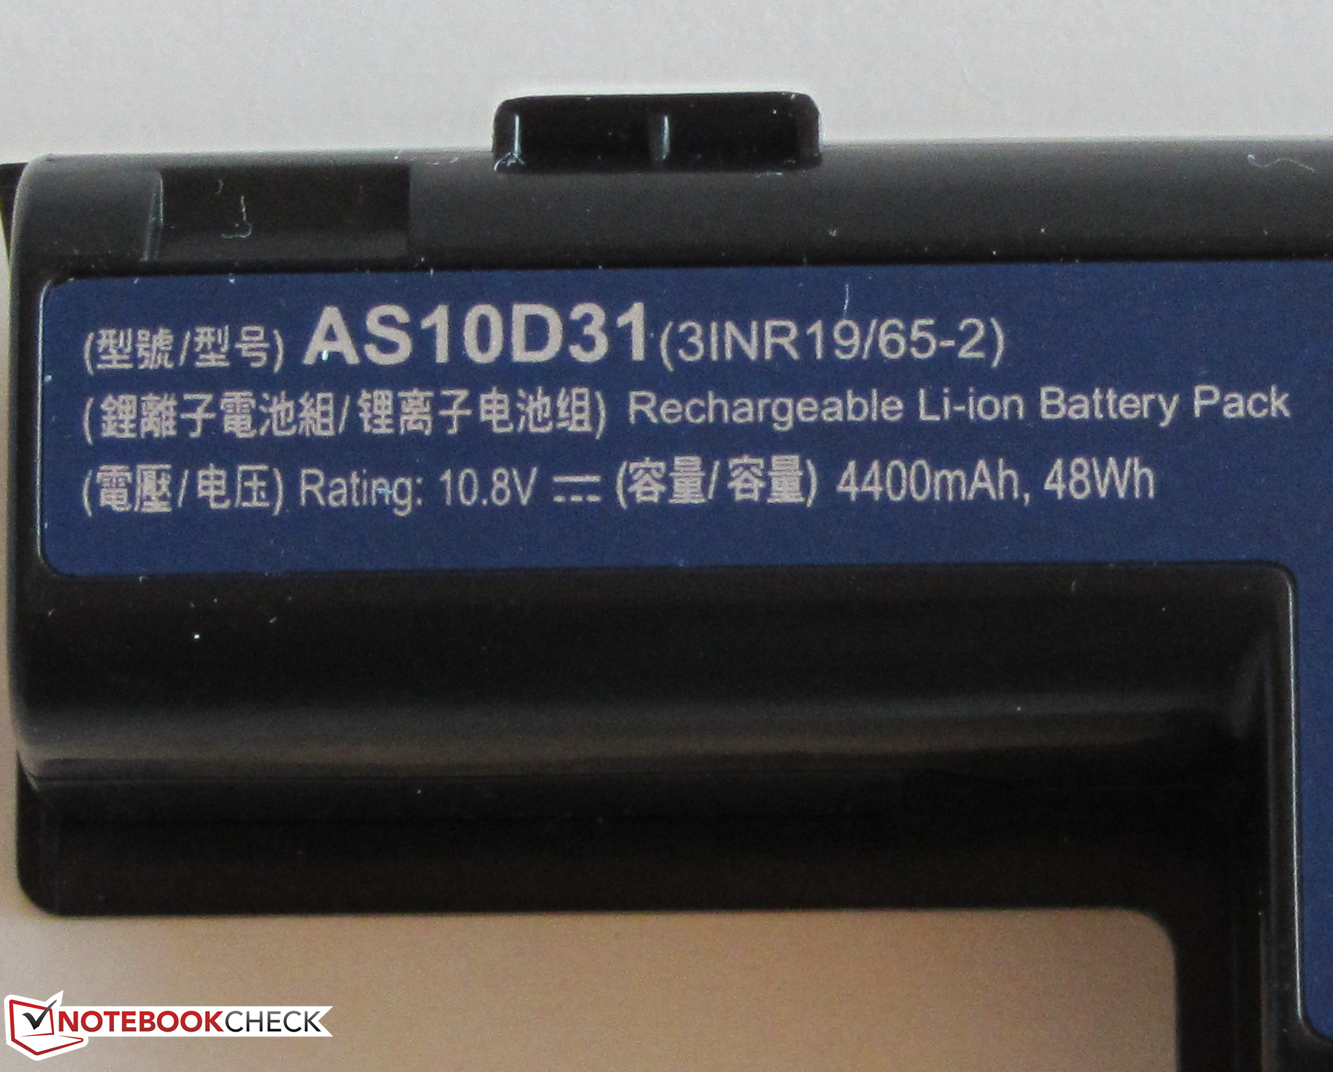 (型號/型号) AS10D31(3INR19/65-2)
(鋰離子電池組/锂离子电池组) Rechargeable Li-ion Battery Pack
(電壓/电压) Rating: 10.8V ⎓ (容量/容量) 4400mAh, 48Wh
NOTEBOOKCHECK